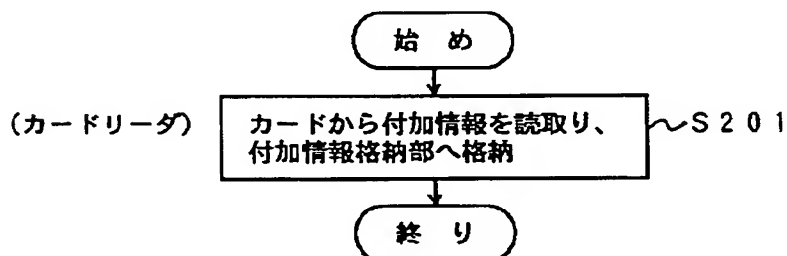 始 め
(カードリーダ)
カードから付加情報を読取り、
付加情報格納部へ格納
S201
終 り